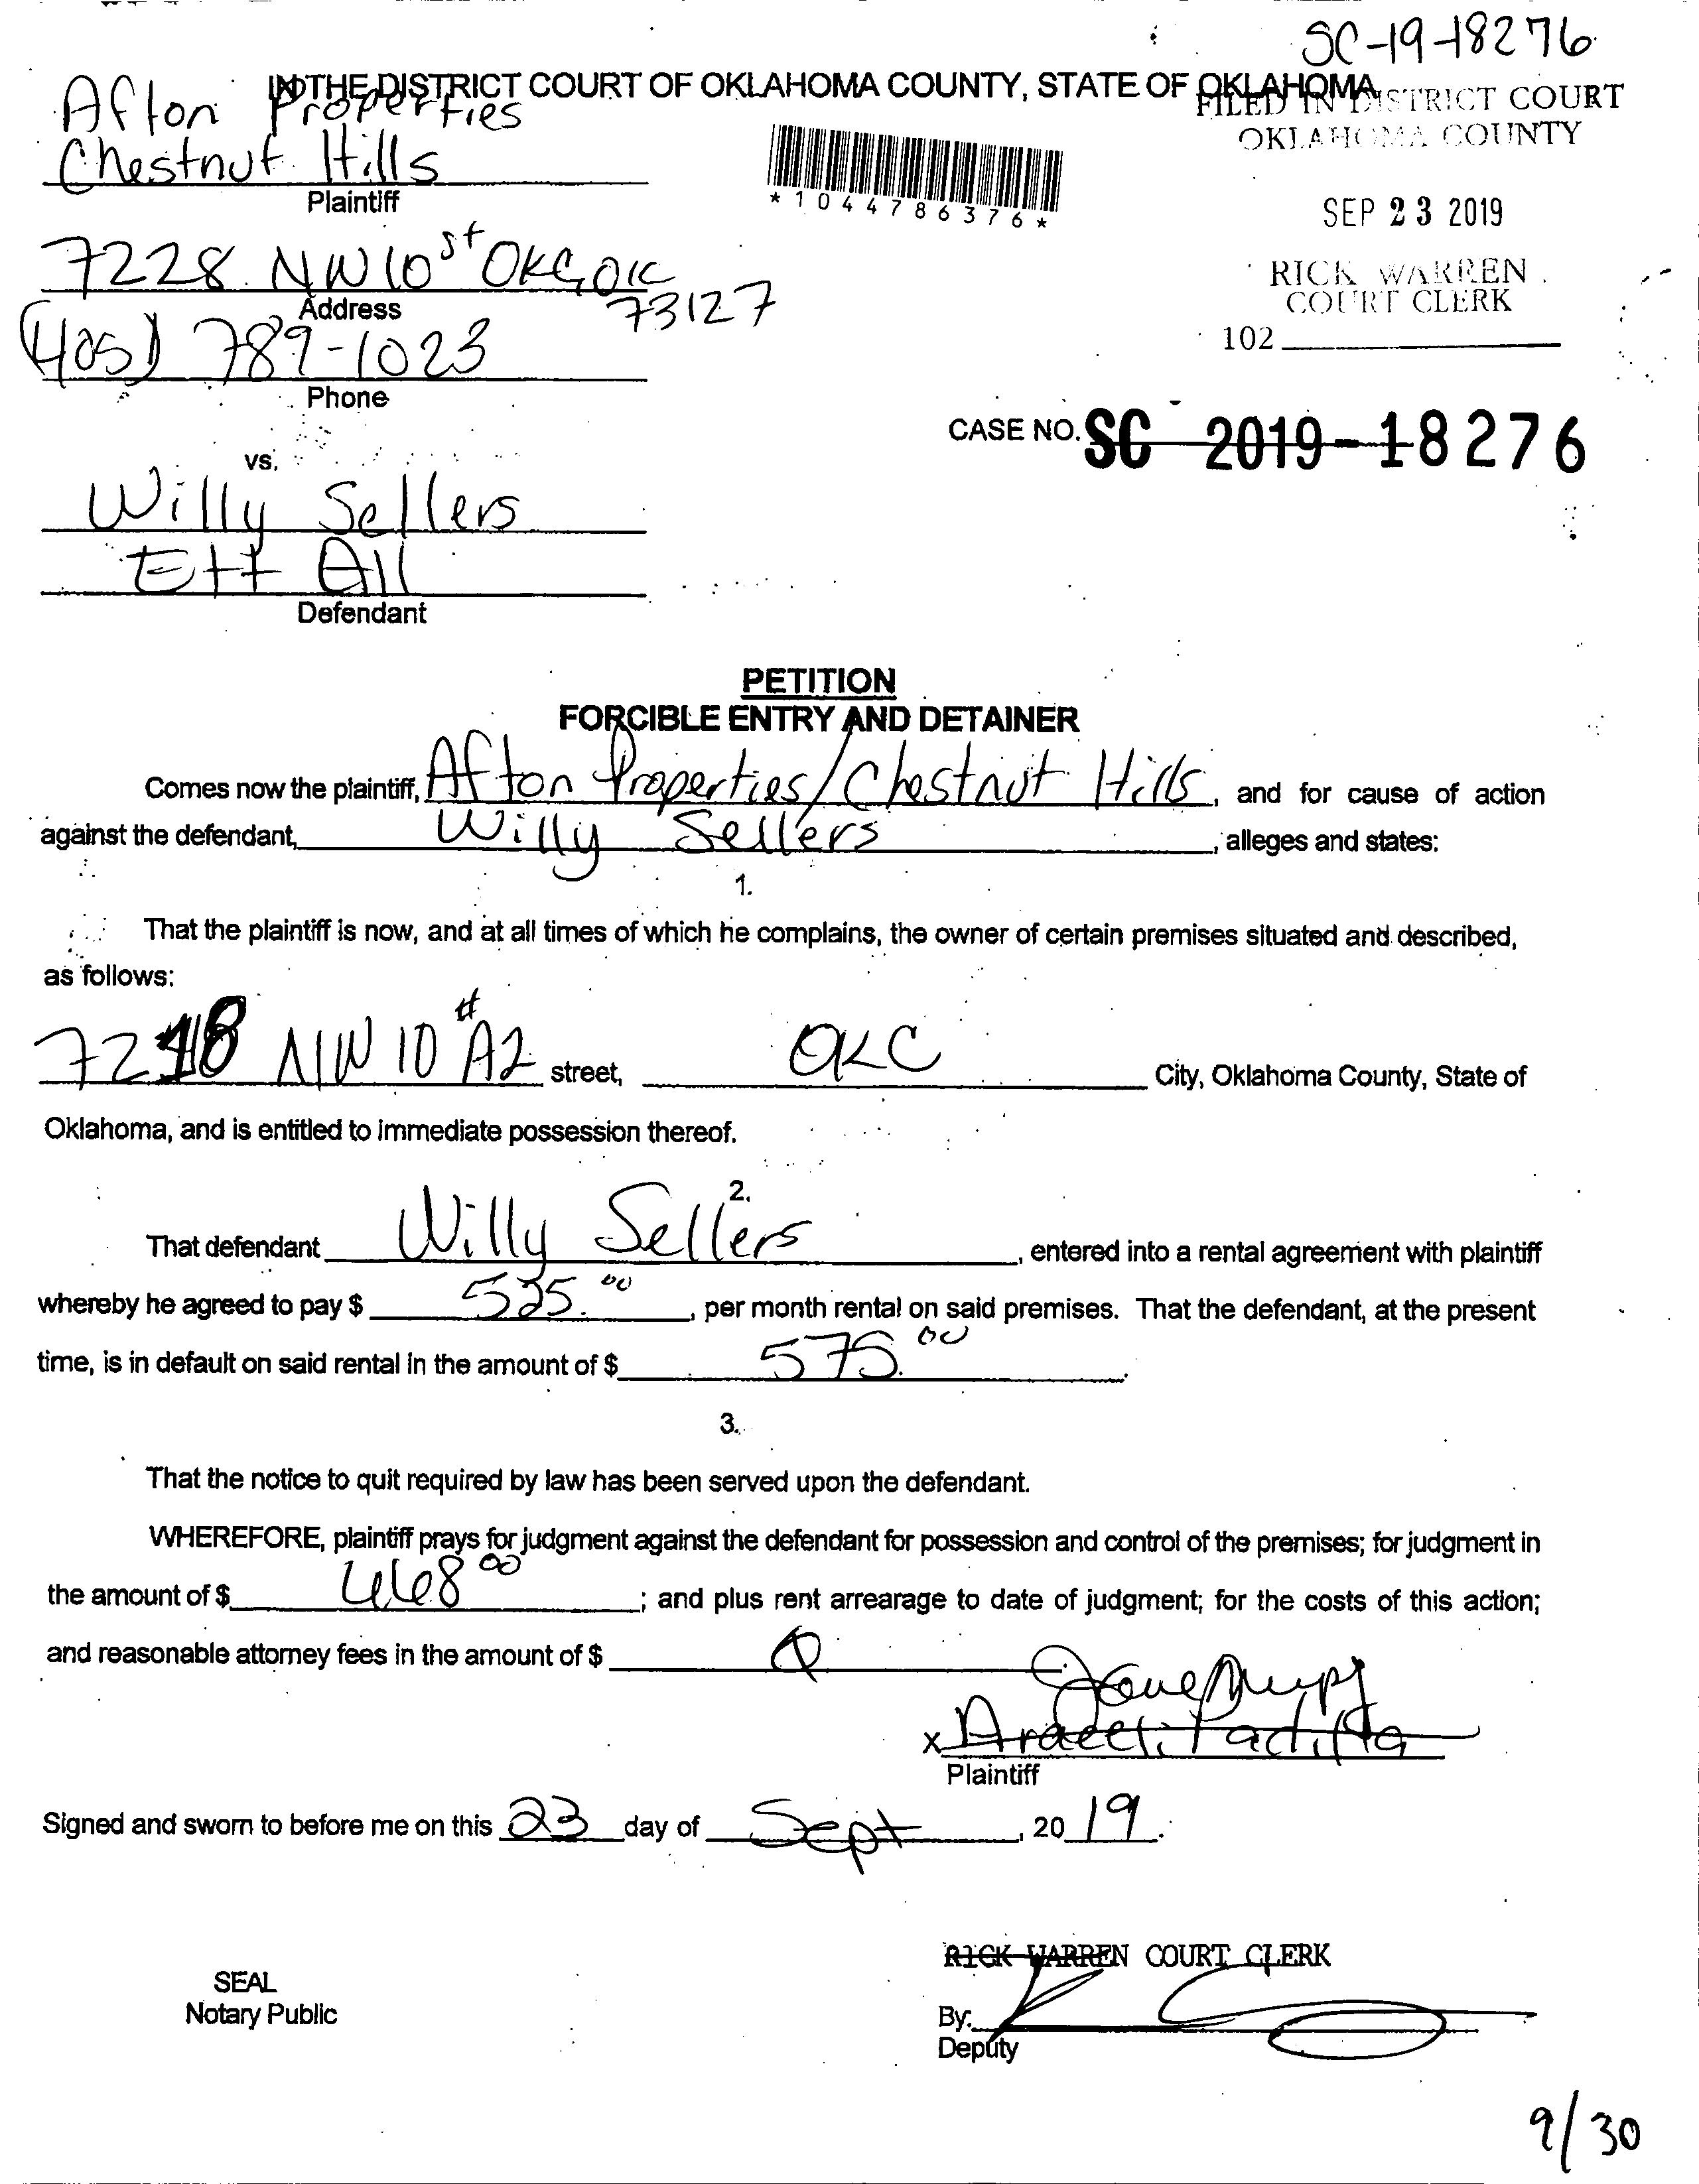 SC-19-18276
IN THE DISTRICT COURT OF OKLAHOMA COUNTY, STATE OF OKLAHOMA
FILED IN DISTRICT COURT
OKLAHOMA COUNTY
Afton Properties
Chestnut Hills
Plaintiff
*1044786376*
SEP 23 2019
7228 NW 10 st OKC, OK
73127
Address
RICK WARREN
COURT CLERK
102
(405) 789-1023
Phone
CASE NO. SC 2019-18276
vs.
Willy Sellers
Ett All
Defendant
PETITION
FORCIBLE ENTRY AND DETAINER
Comes now the plaintiff, Afton Properties/Chestnut Hills, and for cause of action
against the defendant, Willy Sellers, alleges and states:
1.
That the plaintiff is now, and at all times of which he complains, the owner of certain premises situated and described,
as follows:
7218 NW 10 #A2 street, OKC City, Oklahoma County, State of
Oklahoma, and is entitled to immediate possession thereof.
2.
That defendant Willy Sellers, entered into a rental agreement with plaintiff
whereby he agreed to pay $ 525.00, per month rental on said premises. That the defendant, at the present
time, is in default on said rental in the amount of $ 575.00.
3.
That the notice to quit required by law has been served upon the defendant.
WHEREFORE, plaintiff prays for judgment against the defendant for possession and control of the premises; for judgment in
the amount of $ ; and plus rent arrearage to date of judgment; for the costs of this action;
and reasonable attorney fees in the amount of $
x Araceli Padilla
Plaintiff
Signed and sworn to before me on this 23 day of Sept, 20 19.
RICK WARREN COURT CLERK
SEAL
Notary Public
By:
Deputy
9/30